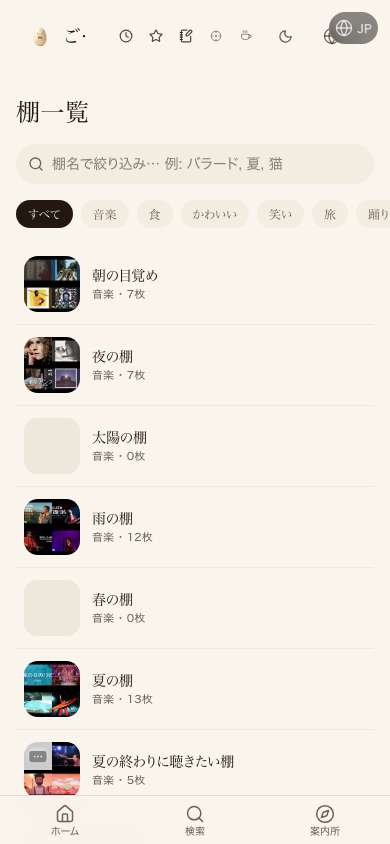 ご·
JP
棚一覧
棚名で絞り込み… 例: バラード, 夏, 猫
すべて 音楽 食 かわいい 笑い 旅 踊り
朝の目覚め
音楽・7枚
夜の棚
音楽・7枚
太陽の棚
音楽・0枚
雨の棚
音楽・12枚
春の棚
音楽・0枚
夏の棚
音楽・13枚
夏の終わりに聴きたい棚
音楽・5枚
ホーム 検索 案内所